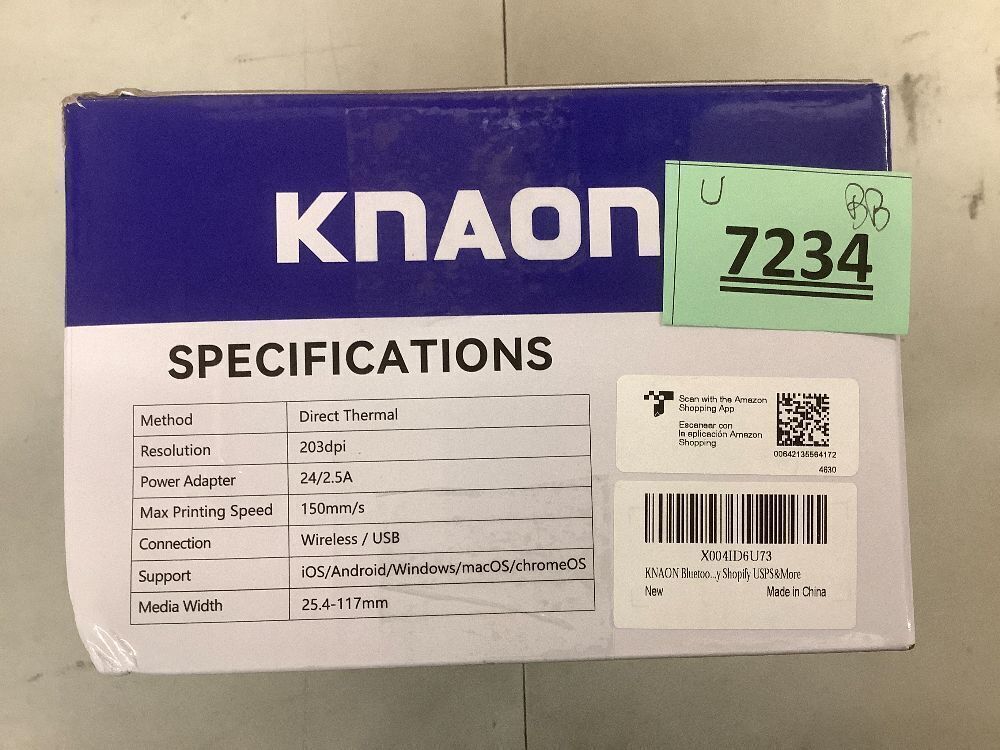 KNAON
U BB
7234
SPECIFICATIONS
Method Direct Thermal
Resolution 203dpi
Power Adapter 24/2.5A
Max Printing Speed 150mm/s
Connection Wireless / USB
Support iOS/Android/Windows/macOS/chromeOS
Media Width 25.4-117mm
Scan with the Amazon
Shopping App
Escanear con
la aplicación Amazon
Shopping
00642135564172
4630
X004ID6U73
KNAON Bluetoo...y Shopify USPS&More
New Made in China